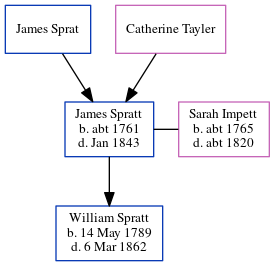 James Sprat
Catherine Tayler
James Spratt
b. abt 1761
d. Jan 1843
Sarah Impett
b. abt 1765
d. abt 1820
William Spratt
b. 14 May 1789
d. 6 Mar 1862